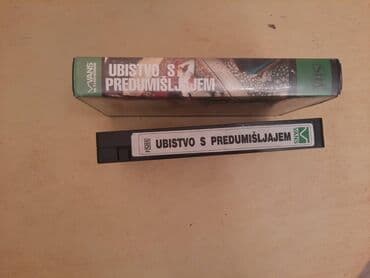 VANS
UBISTVO S
PREDUMIŠLJAJEM
UBISTVO S PREDUMIŠLJAJEM
VANS